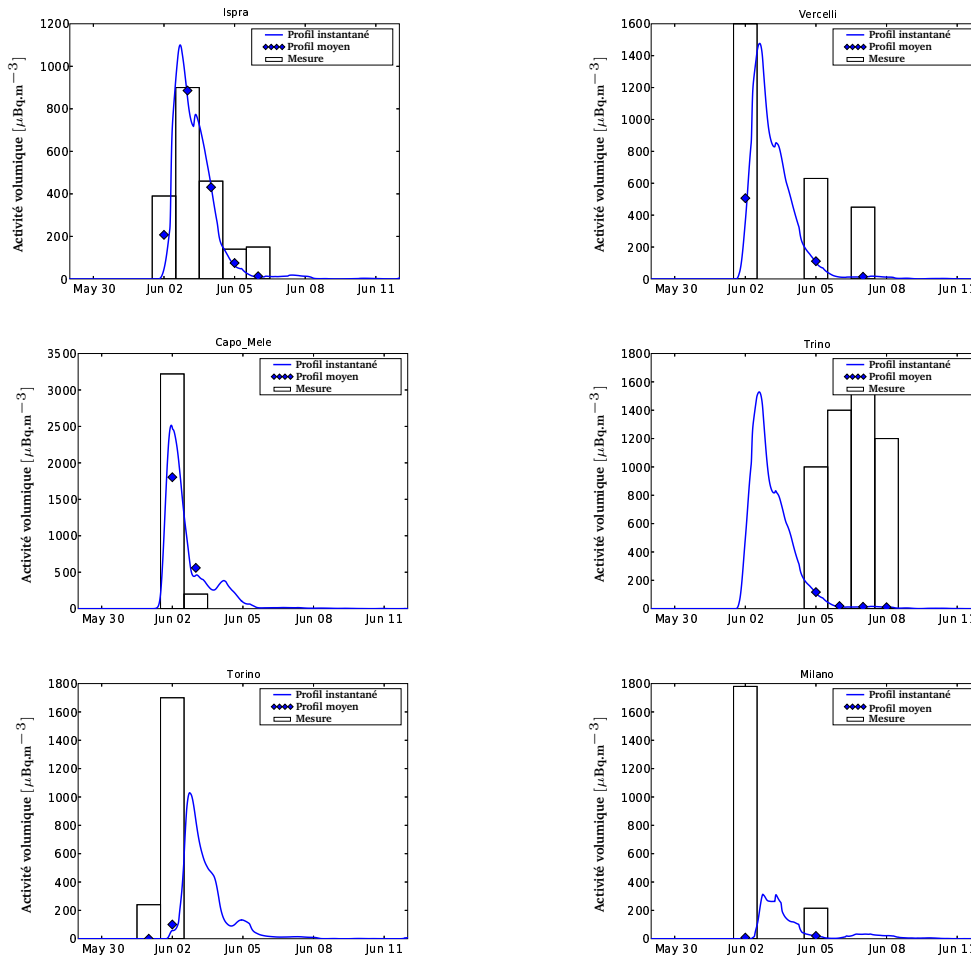 Ispra
Activité volumique [μBq.m−3]
1200
1000
800
600
400
200
0
May 30
Jun 02
Jun 05
Jun 08
Jun 11
Profil instantané
Profil moyen
Mesure
Vercelli
Activité volumique [μBq.m−3]
1600
1400
1200
1000
800
600
400
200
0
May 30
Jun 02
Jun 05
Jun 08
Jun 11
Profil instantané
Profil moyen
Mesure
Capo_Mele
Activité volumique [μBq.m−3]
3500
3000
2500
2000
1500
1000
500
0
May 30
Jun 02
Jun 05
Jun 08
Jun 11
Profil instantané
Profil moyen
Mesure
Trino
Activité volumique [μBq.m−3]
1800
1600
1400
1200
1000
800
600
400
200
0
May 30
Jun 02
Jun 05
Jun 08
Jun 11
Profil instantané
Profil moyen
Mesure
Torino
Activité volumique [μBq.m−3]
1800
1600
1400
1200
1000
800
600
400
200
0
May 30
Jun 02
Jun 05
Jun 08
Jun 11
Profil instantané
Profil moyen
Mesure
Milano
Activité volumique [μBq.m−3]
1800
1600
1400
1200
1000
800
600
400
200
0
May 30
Jun 02
Jun 05
Jun 08
Jun 11
Profil instantané
Profil moyen
Mesure